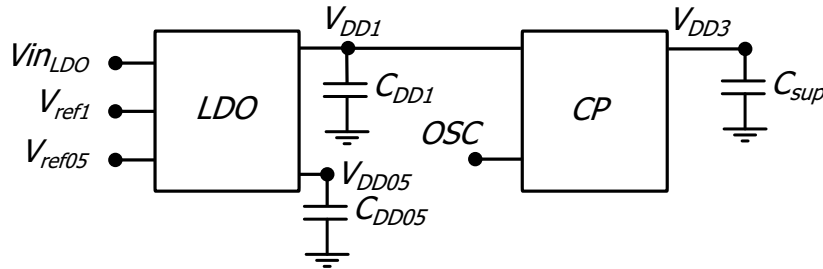 V_DD1
V_DD3
Vin_LDO
C_DD1
C_sup
V_ref1
LDO
CP
OSC
V_ref05
V_DD05
C_DD05